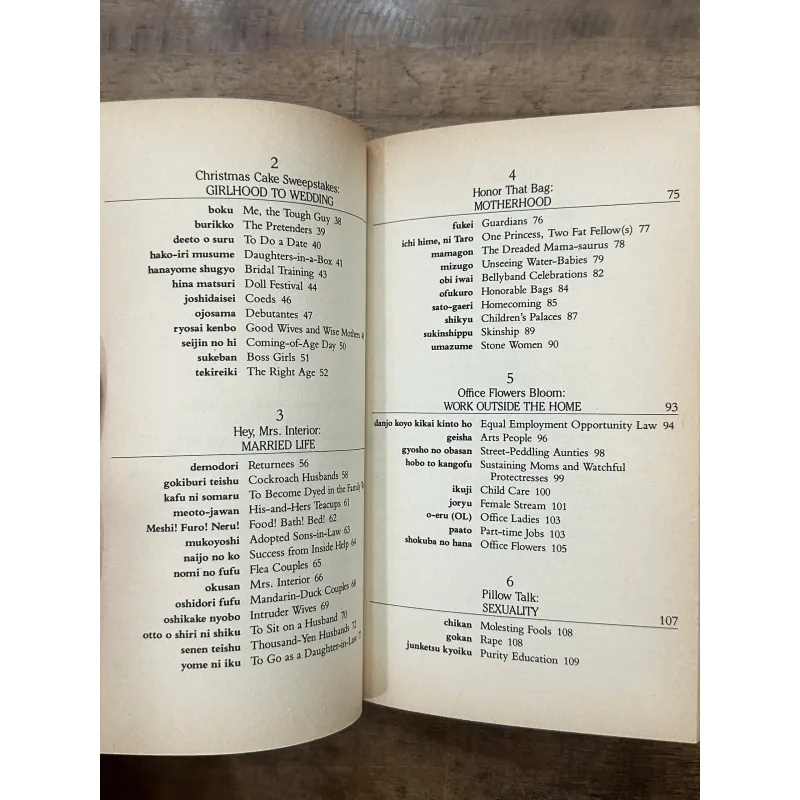 2
Christmas Cake Sweepstakes:
GIRLHOOD TO WEDDING
boku Me, the Tough Guy 38
burikko The Pretenders 39
deeto o suru To Do a Date 40
hako-iri musume Daughters-in-a-Box 41
hanayome shugyo Bridal Training 43
hina matsuri Doll Festival 44
joshidaisei Coeds 46
ojosama Debutantes 47
ryosai kenbo Good Wives and Wise Mothers
seijin no hi Coming-of-Age Day 50
sukeban Boss Girls 51
tekireiki The Right Age 52
3
Hey, Mrs. Interior:
MARRIED LIFE
demodori Returnees 56
gokiburi teishu Cockroach Husbands 58
kafu ni somaru To Become Dyed in the Family
meoto-jawan His-and-Hers Teacups 61
Meshi! Furo! Neru! Food! Bath! Bed! 62
mukoyoshi Adopted Sons-in-Law 63
naijo no ko Success from Inside Help 64
nomi no fufu Flea Couples 65
okusan Mrs. Interior 66
oshidori fufu Mandarin-Duck Couples 68
oshikake nyobo Intruder Wives 69
otto o shiri ni shiku To Sit on a Husband 70
senen teishu Thousand-Yen Husbands 72
yome ni iku To Go as a Daughter-in-Law
4
Honor That Bag:
MOTHERHOOD 75
fukei Guardians 76
ichi hime, ni Taro One Princess, Two Fat Fellow(s) 77
mamagon The Dreaded Mama-saurus 78
mizugo Unseeing Water-Babies 79
obi iwai Bellyband Celebrations 82
ofukuro Honorable Bags 84
sato-gaeri Homecoming 85
shikyu Children's Palaces 87
sukinshippu Skinship 89
umazume Stone Women 90
5
Office Flowers Bloom:
WORK OUTSIDE THE HOME 93
danjo koyo kikai kinto ho Equal Employment Opportunity Law 94
geisha Arts People 96
gyosho no obasan Street-Peddling Aunties 98
hobo to kangofu Sustaining Moms and Watchful
Protectresses 99
ikuji Child Care 100
joryu Female Stream 101
o-eru (OL) Office Ladies 103
paato Part-time Jobs 103
shokuba no hana Office Flowers 105
6
Pillow Talk:
SEXUALITY 107
chikan Molesting Fools 108
gokan Rape 108
junketsu kyoiku Purity Education 109